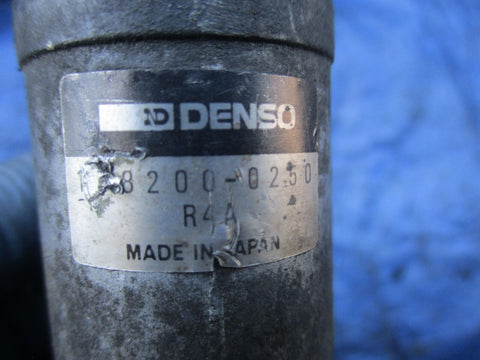 ND DENSO
8200-0250
R4A
MADE IN JAPAN